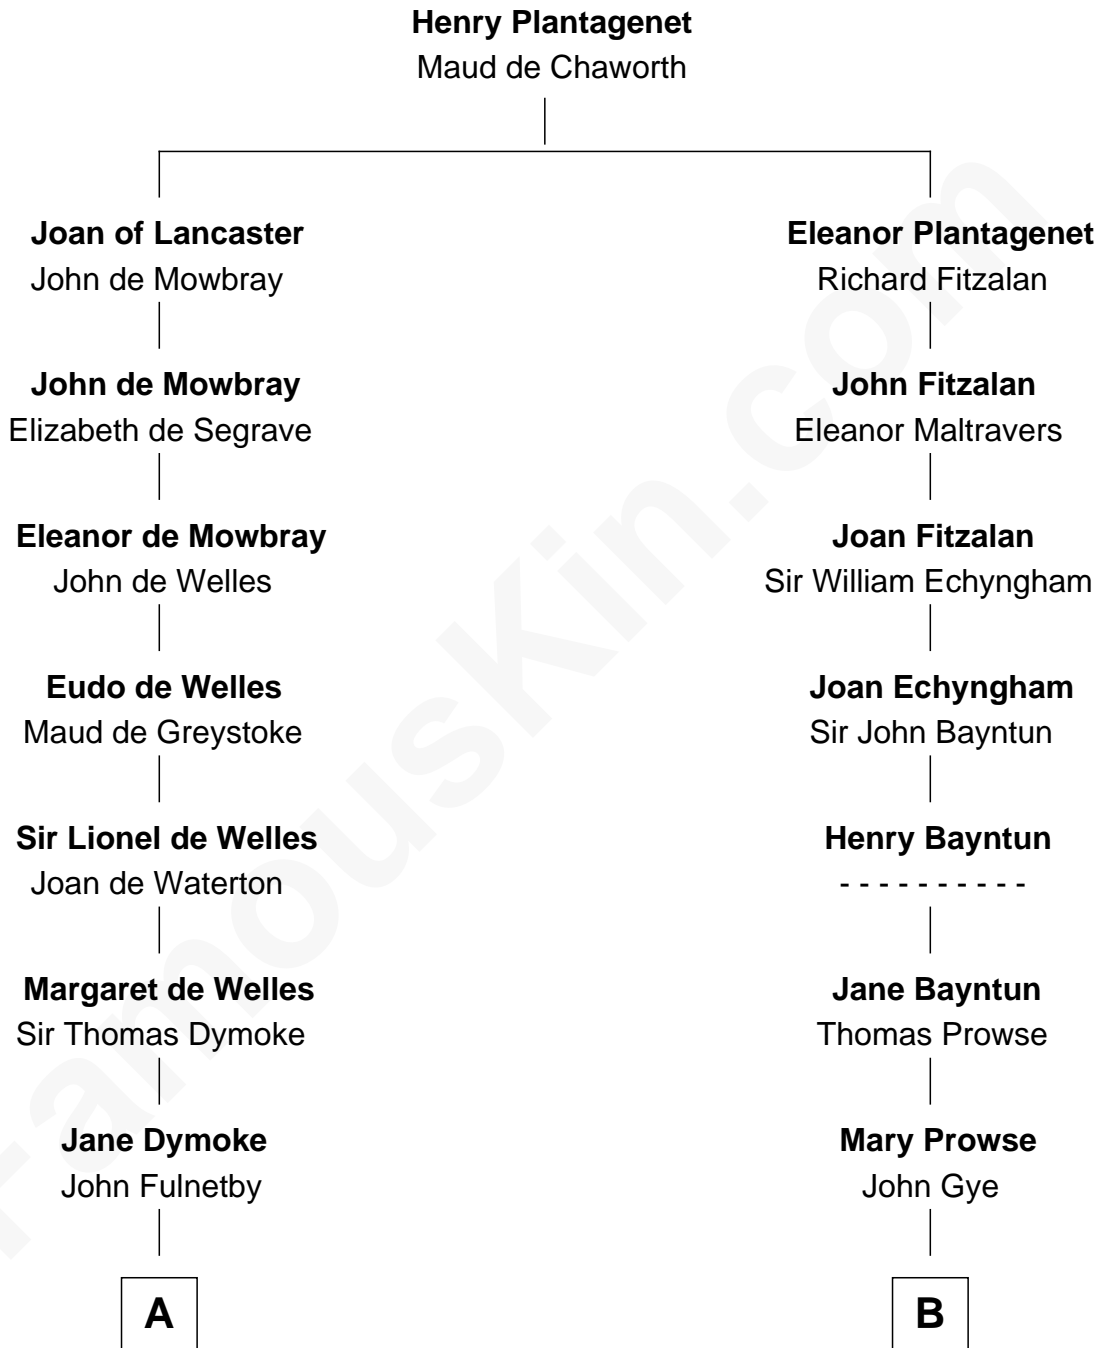 Henry Plantagenet
Maud de Chaworth
Joan of Lancaster
John de Mowbray
Eleanor Plantagenet
Richard Fitzalan
John de Mowbray
Elizabeth de Segrave
John Fitzalan
Eleanor Maltravers
Eleanor de Mowbray
John de Welles
Joan Fitzalan
Sir William Echyngham
Eudo de Welles
Maud de Greystoke
Joan Echyngham
Sir John Bayntun
Sir Lionel de Welles
Joan de Waterton
Henry Bayntun
- - - - - - - - - -
Margaret de Welles
Sir Thomas Dymoke
Jane Bayntun
Thomas Prowse
Jane Dymoke
John Fulnetby
Mary Prowse
John Gye
A
B
FamousKin.com